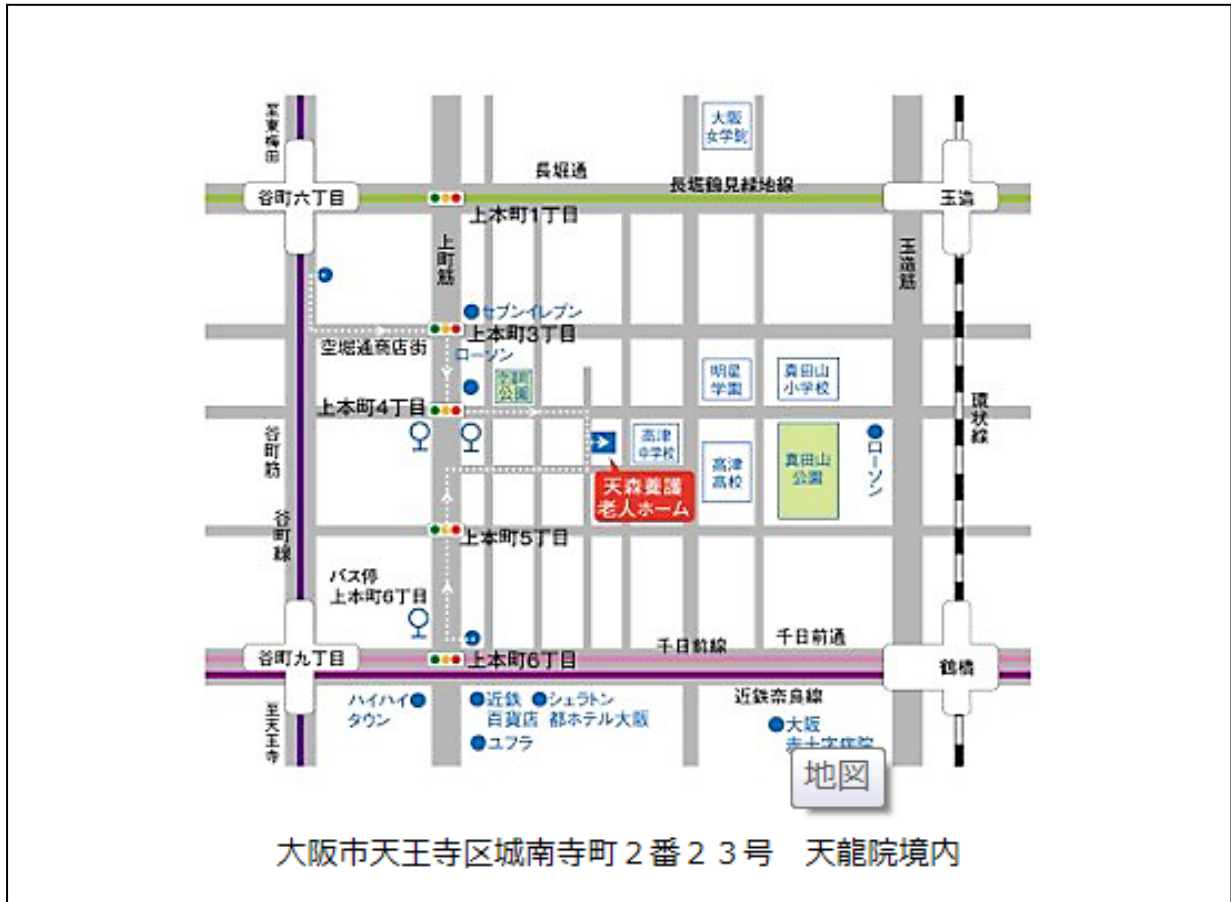 至東梅田
大阪
女学院
長堀通
谷町六丁目
長堀鶴見緑地線
玉造
上本町1丁目
上町筋
玉造筋
セブンイレブン
上本町3丁目
空堀通商店街
ローソン
公園
明星
学園
真田山
小学校
環状線
上本町4丁目
谷町筋
高津
中学校
高津
高校
真田山
公園
ローソン
天森養護
老人ホーム
谷町線
上本町5丁目
バス停
上本町6丁目
千日前線
千日前通
谷町九丁目
上本町6丁目
鶴橋
近鉄奈良線
至天王寺
ハイハイ
タウン
近鉄
百貨店
シェラトン
都ホテル大阪
ユフラ
大阪
赤十字病院
地図
大阪市天王寺区城南寺町２番２３号　天龍院境内